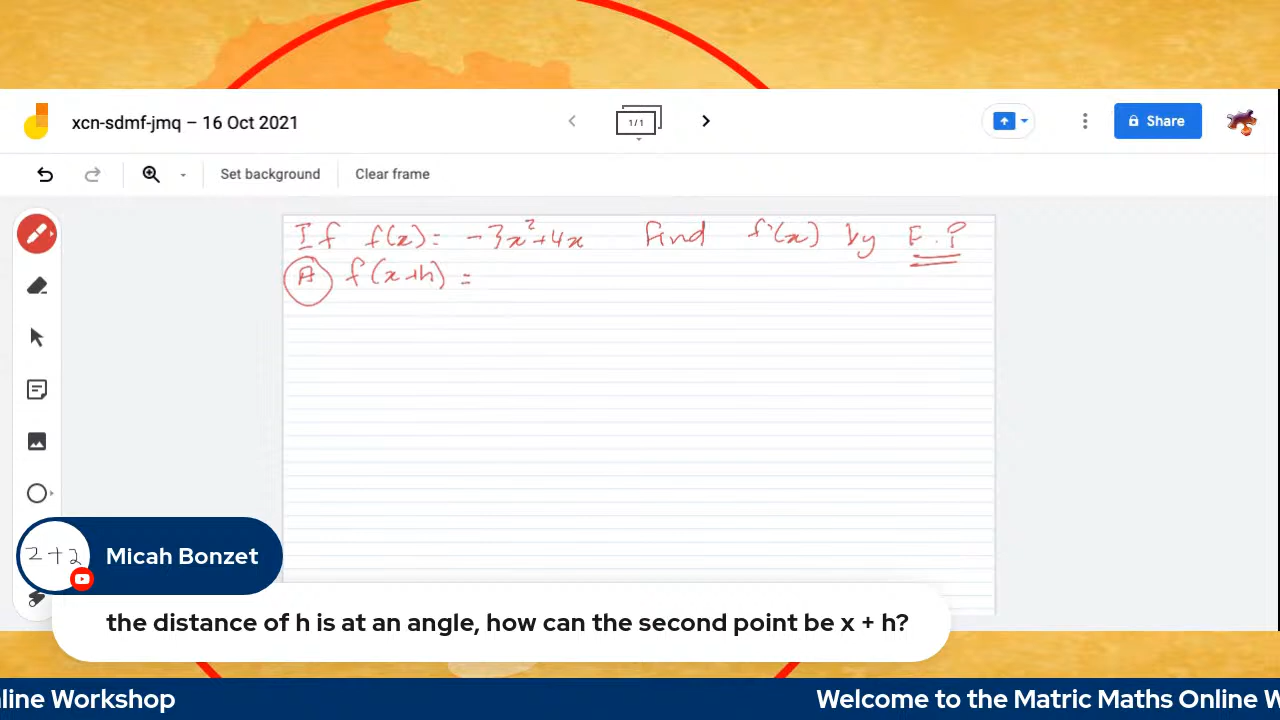 xcn-sdmf-jmq – 16 Oct 2021
1/1
Share
Set background
Clear frame
If f(x) = -3x²+4x find f'(x) by F.P
A f(x+h) =
2+2
Micah Bonzet
the distance of h is at an angle, how can the second point be x + h?
line Workshop
Welcome to the Matric Maths Online W